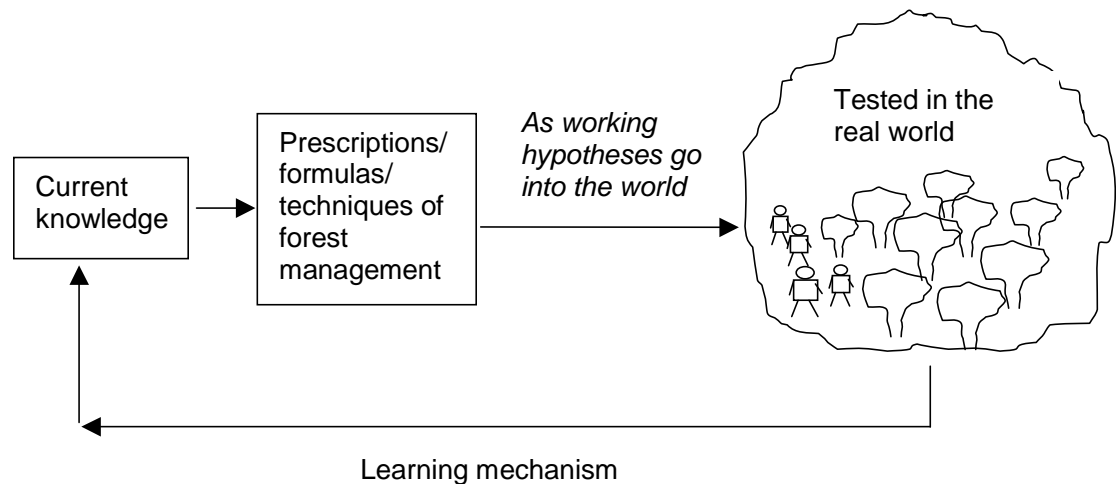 Current
knowledge
Prescriptions/
formulas/
techniques of
forest
management
As working
hypotheses go
into the world
Tested in the
real world
Learning mechanism